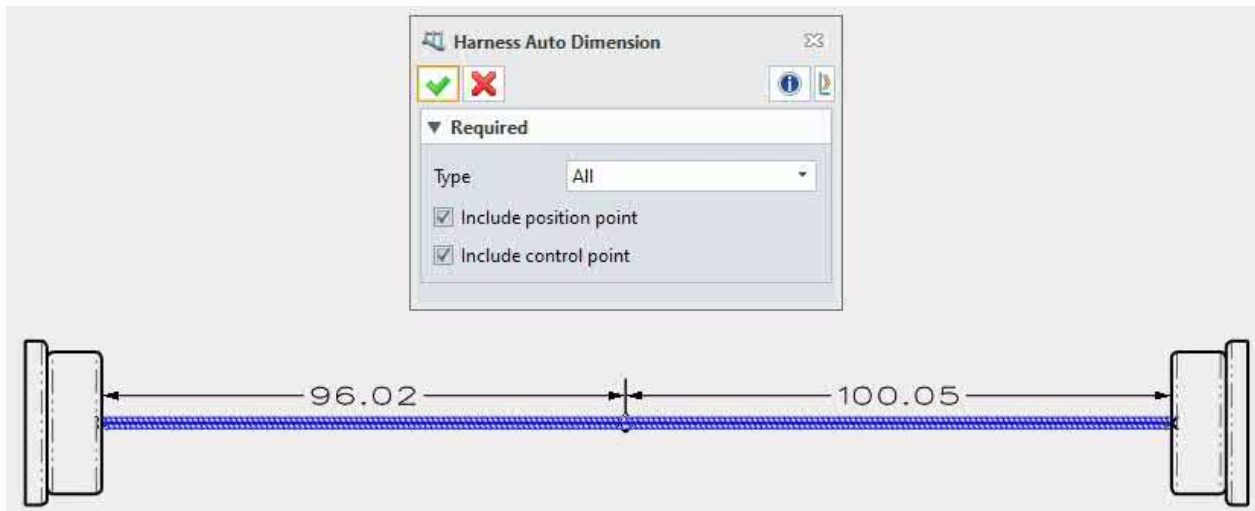 Harness Auto Dimension
Required
Type All
Include position point
Include control point
96.02 100.05